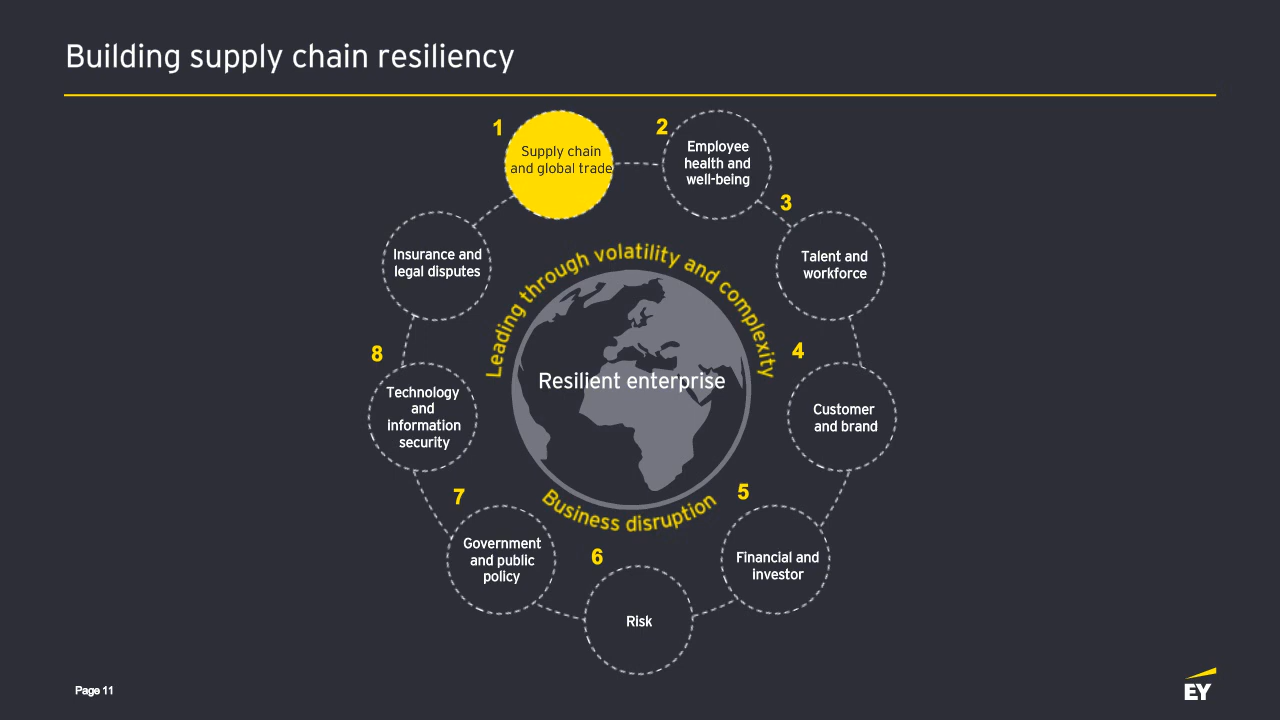 Building supply chain resiliency
1
Supply chain
and global trade
2
Employee
health and
well-being
3
Talent and
workforce
4
Customer
and brand
5
Financial and
investor
6
Risk
7
Government
and public
policy
8
Technology
and
information
security
Insurance and
legal disputes
Leading through volatility and complexity
Resilient enterprise
Business disruption
Page 11
EY